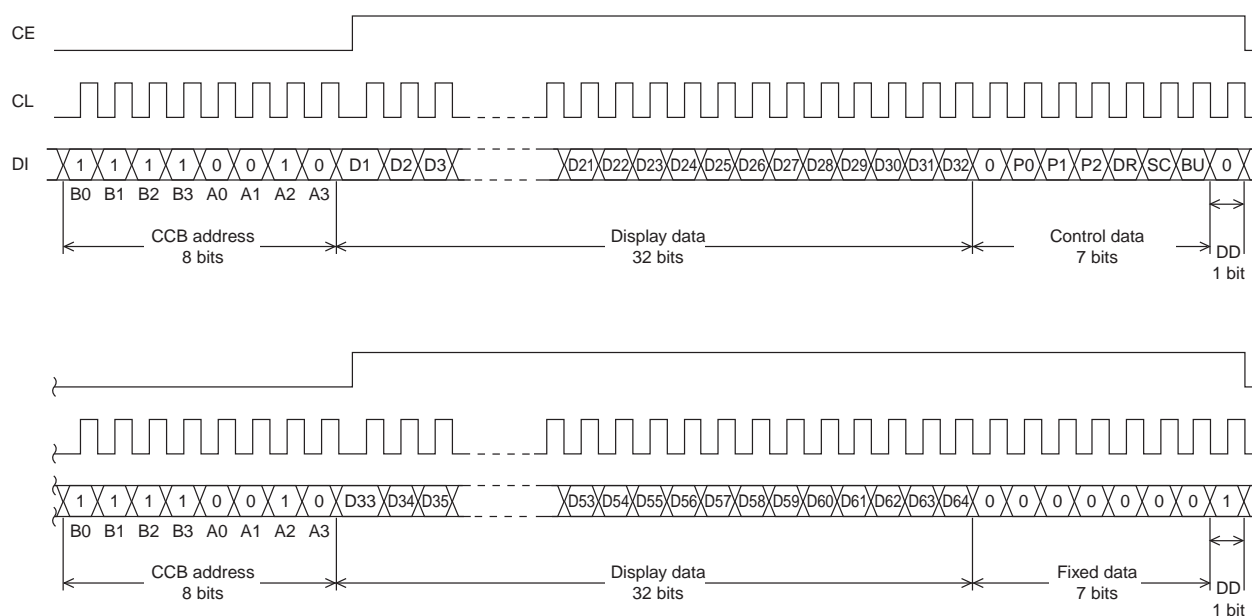 CE
CL
DI 1 1 1 1 0 0 1 0 D1 D2 D3 D21 D22 D23 D24 D25 D26 D27 D28 D29 D30 D31 D32 0 P0 P1 P2 DR SC BU 0
B0 B1 B2 B3 A0 A1 A2 A3
CCB address
8 bits
Display data
32 bits
Control data
7 bits
DD
1 bit
1 1 1 1 0 0 1 0 D33 D34 D35 D53 D54 D55 D56 D57 D58 D59 D60 D61 D62 D63 D64 0 0 0 0 0 0 0 1
B0 B1 B2 B3 A0 A1 A2 A3
CCB address
8 bits
Display data
32 bits
Fixed data
7 bits
DD
1 bit